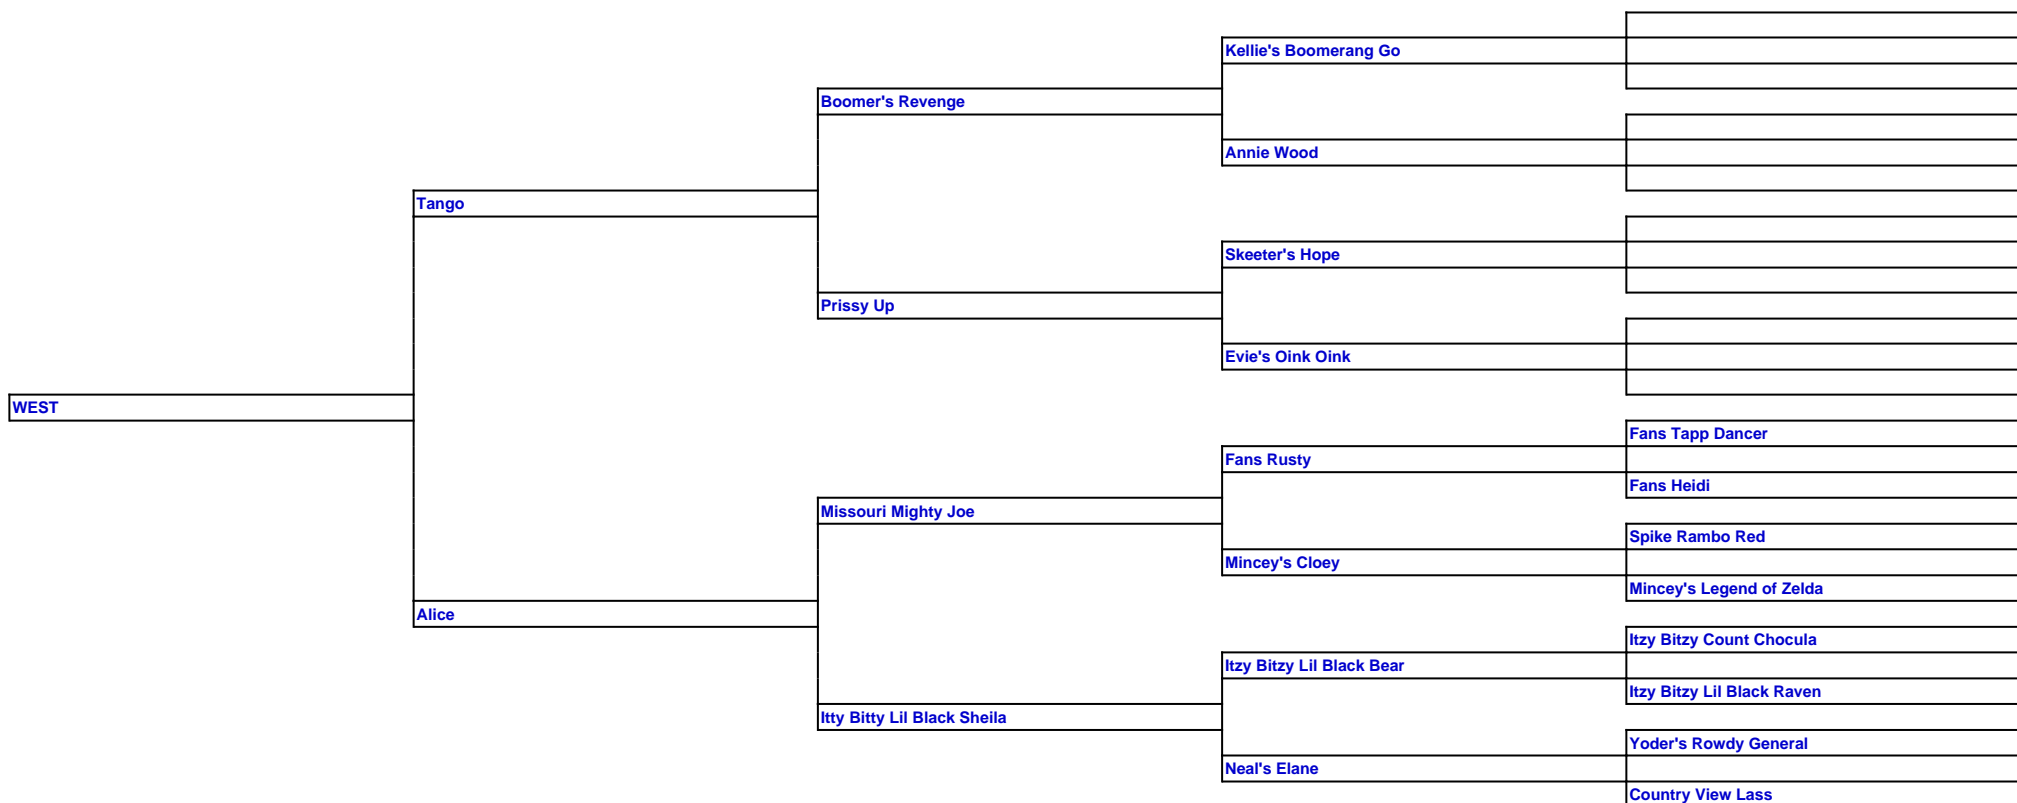 Kellie's Boomerang Go
Boomer's Revenge
Annie Wood
Tango
Skeeter's Hope
Prissy Up
Evie's Oink Oink
WEST
Fans Tapp Dancer
Fans Rusty
Fans Heidi
Missouri Mighty Joe
Spike Rambo Red
Mincey's Cloey
Mincey's Legend of Zelda
Alice
Itzy Bitzy Count Chocula
Itzy Bitzy Lil Black Bear
Itzy Bitzy Lil Black Raven
Itty Bitty Lil Black Sheila
Yoder's Rowdy General
Neal's Elane
Country View Lass